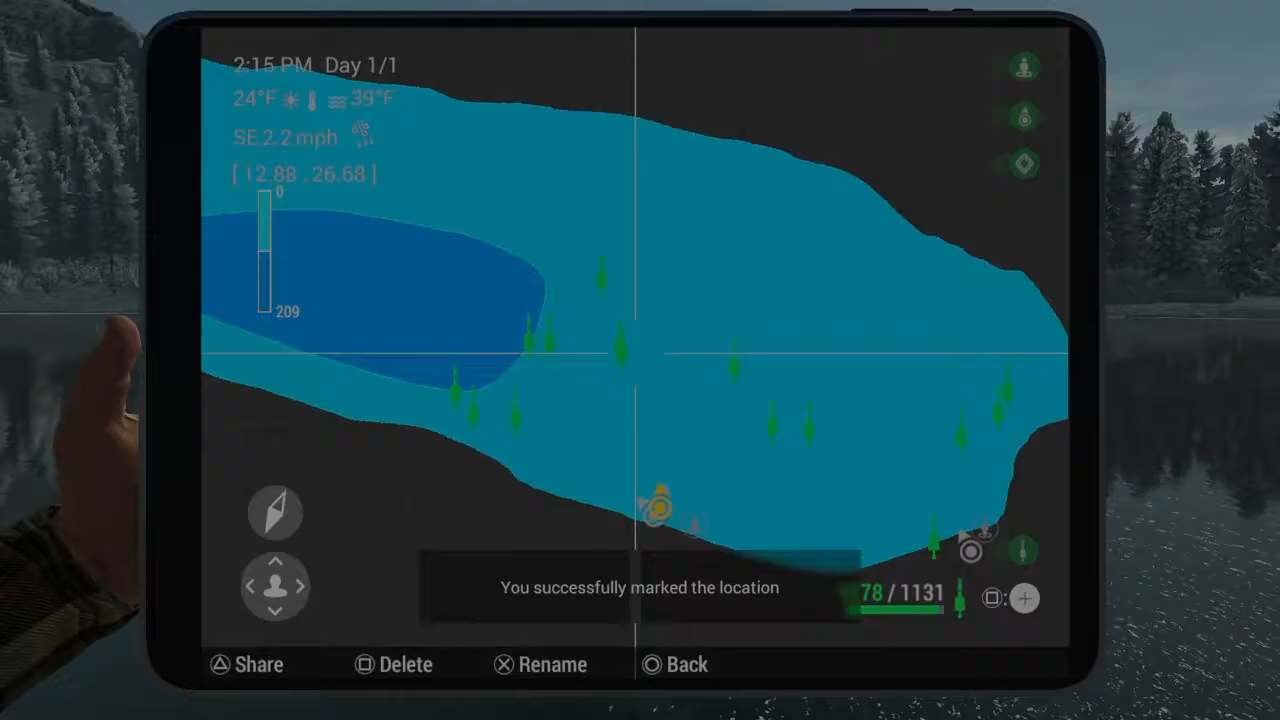 2:15 PM Day 1/1
24°F 39°F
SE 2.2 mph
[ 12.88 , 26.68 ]
0
209
You successfully marked the location
78 / 1131
Share Delete Rename Back